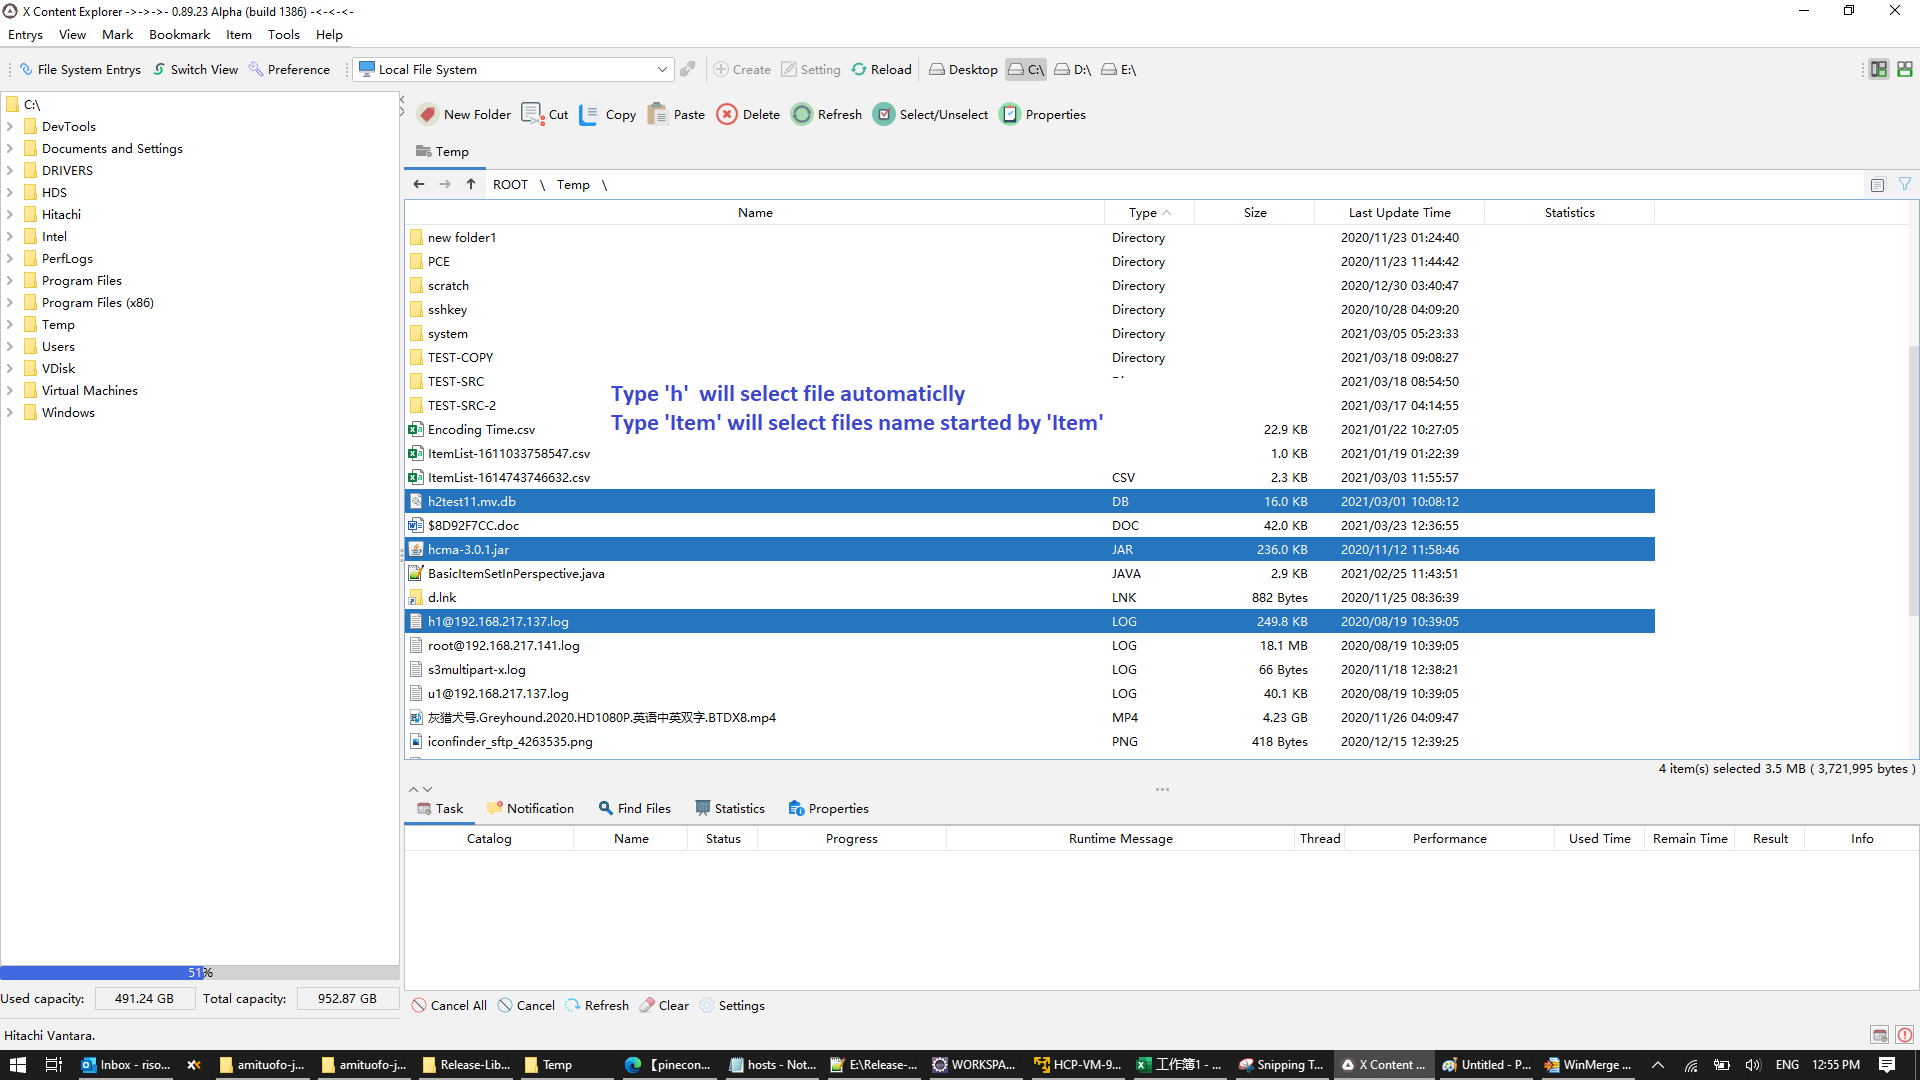 X Content Explorer ->->->- 0.89.23 Alpha (build 1386) -<-<-<-
Entrys View Mark Bookmark Item Tools Help
File System Entrys Switch View Preference Local File System Create Setting Reload Desktop C:\ D:\ E:\
C:\
DevTools
Documents and Settings
DRIVERS
HDS
Hitachi
Intel
PerfLogs
Program Files
Program Files (x86)
Temp
Users
VDisk
Virtual Machines
Windows
51%
Used capacity: 491.24 GB Total capacity: 952.87 GB
Hitachi Vantara.
New Folder Cut Copy Paste Delete Refresh Select/Unselect Properties
Temp
ROOT \ Temp \
Name Type Size Last Update Time Statistics
new folder1 Directory 2020/11/23 01:24:40
PCE Directory 2020/11/23 11:44:42
scratch Directory 2020/12/30 03:40:47
sshkey Directory 2020/10/28 04:09:20
system Directory 2021/03/05 05:23:33
TEST-COPY Directory 2021/03/18 09:08:27
TEST-SRC 2021/03/18 08:54:50
TEST-SRC-2 2021/03/17 04:14:55
Type 'h' will select file automaticlly
Type 'Item' will select files name started by 'Item'
Encoding Time.csv 22.9 KB 2021/01/22 10:27:05
ItemList-1611033758547.csv 1.0 KB 2021/01/19 01:22:39
ItemList-1614743746632.csv CSV 2.3 KB 2021/03/03 11:55:57
h2test11.mv.db DB 16.0 KB 2021/03/01 10:08:12
$8D92F7CC.doc DOC 42.0 KB 2021/03/23 12:36:55
hcma-3.0.1.jar JAR 236.0 KB 2020/11/12 11:58:46
BasicItemSetInPerspective.java JAVA 2.9 KB 2021/02/25 11:43:51
d.lnk LNK 882 Bytes 2020/11/25 08:36:39
h1@192.168.217.137.log LOG 249.8 KB 2020/08/19 10:39:05
root@192.168.217.141.log LOG 18.1 MB 2020/08/19 10:39:05
s3multipart-x.log LOG 66 Bytes 2020/11/18 12:38:21
u1@192.168.217.137.log LOG 40.1 KB 2020/08/19 10:39:05
灰猎犬号.Greyhound.2020.HD1080P.英语中英双字.BTDX8.mp4 MP4 4.23 GB 2020/11/26 04:09:47
iconfinder_sftp_4263535.png PNG 418 Bytes 2020/12/15 12:39:25
4 item(s) selected 3.5 MB ( 3,721,995 bytes )
Task Notification Find Files Statistics Properties
Catalog Name Status Progress Runtime Message Thread Performance Used Time Remain Time Result Info
Cancel All Cancel Refresh Clear Settings
Inbox - riso... amituofo-j... amituofo-j... Release-Lib... Temp 【pinecon... hosts - Not... E:\Release-... WORKSPA... HCP-VM-9... 工作簿1 - ... Snipping T... X Content ... Untitled - P... WinMerge ... ENG 12:55 PM